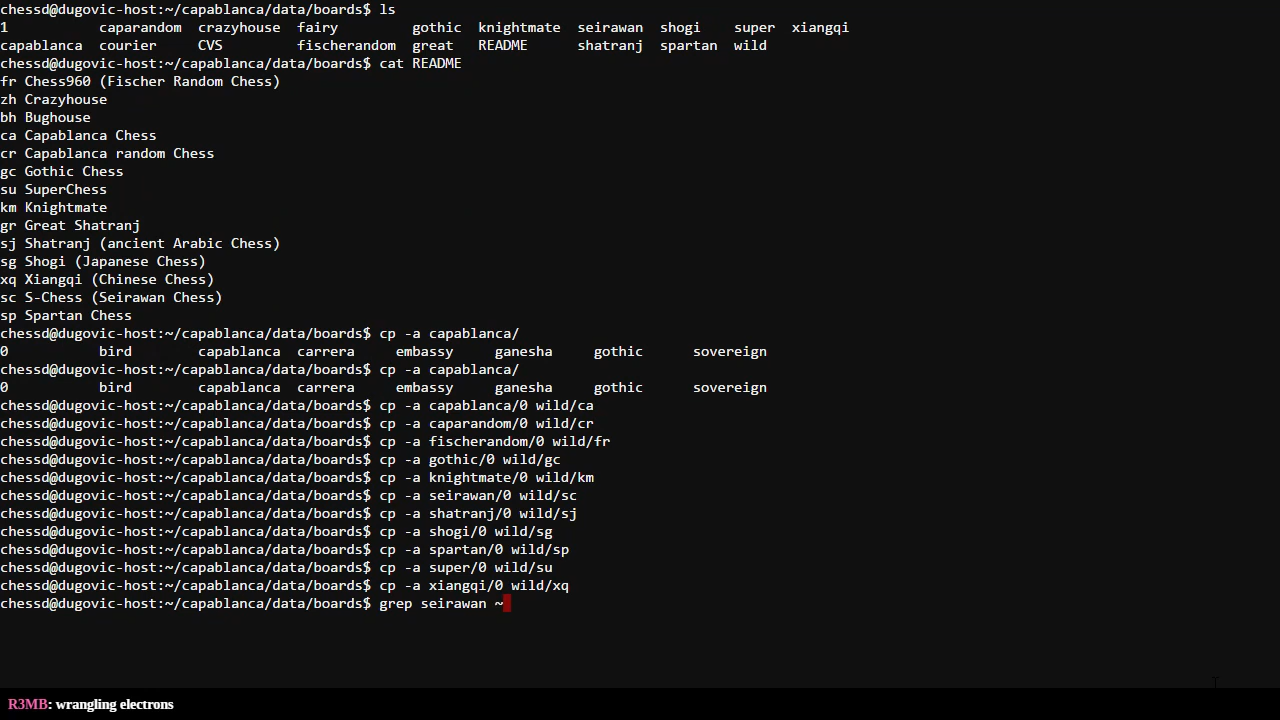 chessd@dugovic-host:~/capablanca/data/boards$ ls
1           caparandom  crazyhouse  fairy         gothic  knightmate  seirawan  shogi    super  xiangqi
capablanca  courier     CVS         fischerandom  great   README      shatranj  spartan  wild
chessd@dugovic-host:~/capablanca/data/boards$ cat README
fr Chess960 (Fischer Random Chess)
zh Crazyhouse
bh Bughouse
ca Capablanca Chess
cr Capablanca random Chess
gc Gothic Chess
su SuperChess
km Knightmate
gr Great Shatranj
sj Shatranj (ancient Arabic Chess)
sg Shogi (Japanese Chess)
xq Xiangqi (Chinese Chess)
sc S-Chess (Seirawan Chess)
sp Spartan Chess
chessd@dugovic-host:~/capablanca/data/boards$ cp -a capablanca/
0           bird        capablanca  carrera     embassy     ganesha     gothic      sovereign
chessd@dugovic-host:~/capablanca/data/boards$ cp -a capablanca/
0           bird        capablanca  carrera     embassy     ganesha     gothic      sovereign
chessd@dugovic-host:~/capablanca/data/boards$ cp -a capablanca/0 wild/ca
chessd@dugovic-host:~/capablanca/data/boards$ cp -a caparandom/0 wild/cr
chessd@dugovic-host:~/capablanca/data/boards$ cp -a fischerandom/0 wild/fr
chessd@dugovic-host:~/capablanca/data/boards$ cp -a gothic/0 wild/gc
chessd@dugovic-host:~/capablanca/data/boards$ cp -a knightmate/0 wild/km
chessd@dugovic-host:~/capablanca/data/boards$ cp -a seirawan/0 wild/sc
chessd@dugovic-host:~/capablanca/data/boards$ cp -a shatranj/0 wild/sj
chessd@dugovic-host:~/capablanca/data/boards$ cp -a shogi/0 wild/sg
chessd@dugovic-host:~/capablanca/data/boards$ cp -a spartan/0 wild/sp
chessd@dugovic-host:~/capablanca/data/boards$ cp -a super/0 wild/su
chessd@dugovic-host:~/capablanca/data/boards$ cp -a xiangqi/0 wild/xq
chessd@dugovic-host:~/capablanca/data/boards$ grep seirawan ~
R3MB: wrangling electrons